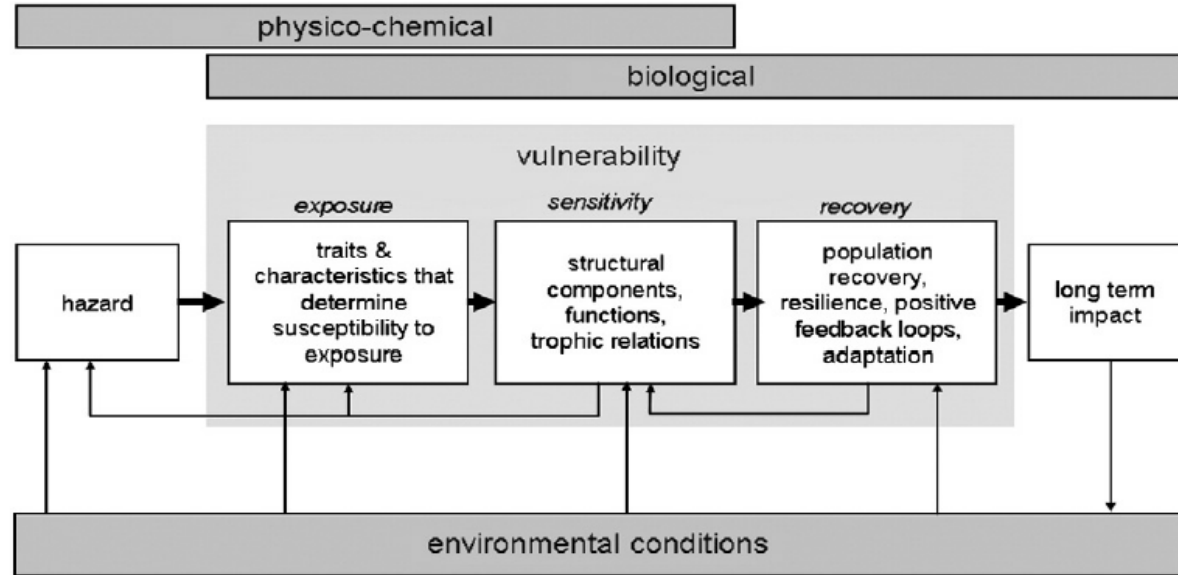 physico-chemical
biological
vulnerability
exposure
sensitivity
recovery
hazard
traits &
characteristics that
determine
susceptibility to
exposure
structural
components,
functions,
trophic relations
population
recovery,
resilience, positive
feedback loops,
adaptation
long term
impact
environmental conditions